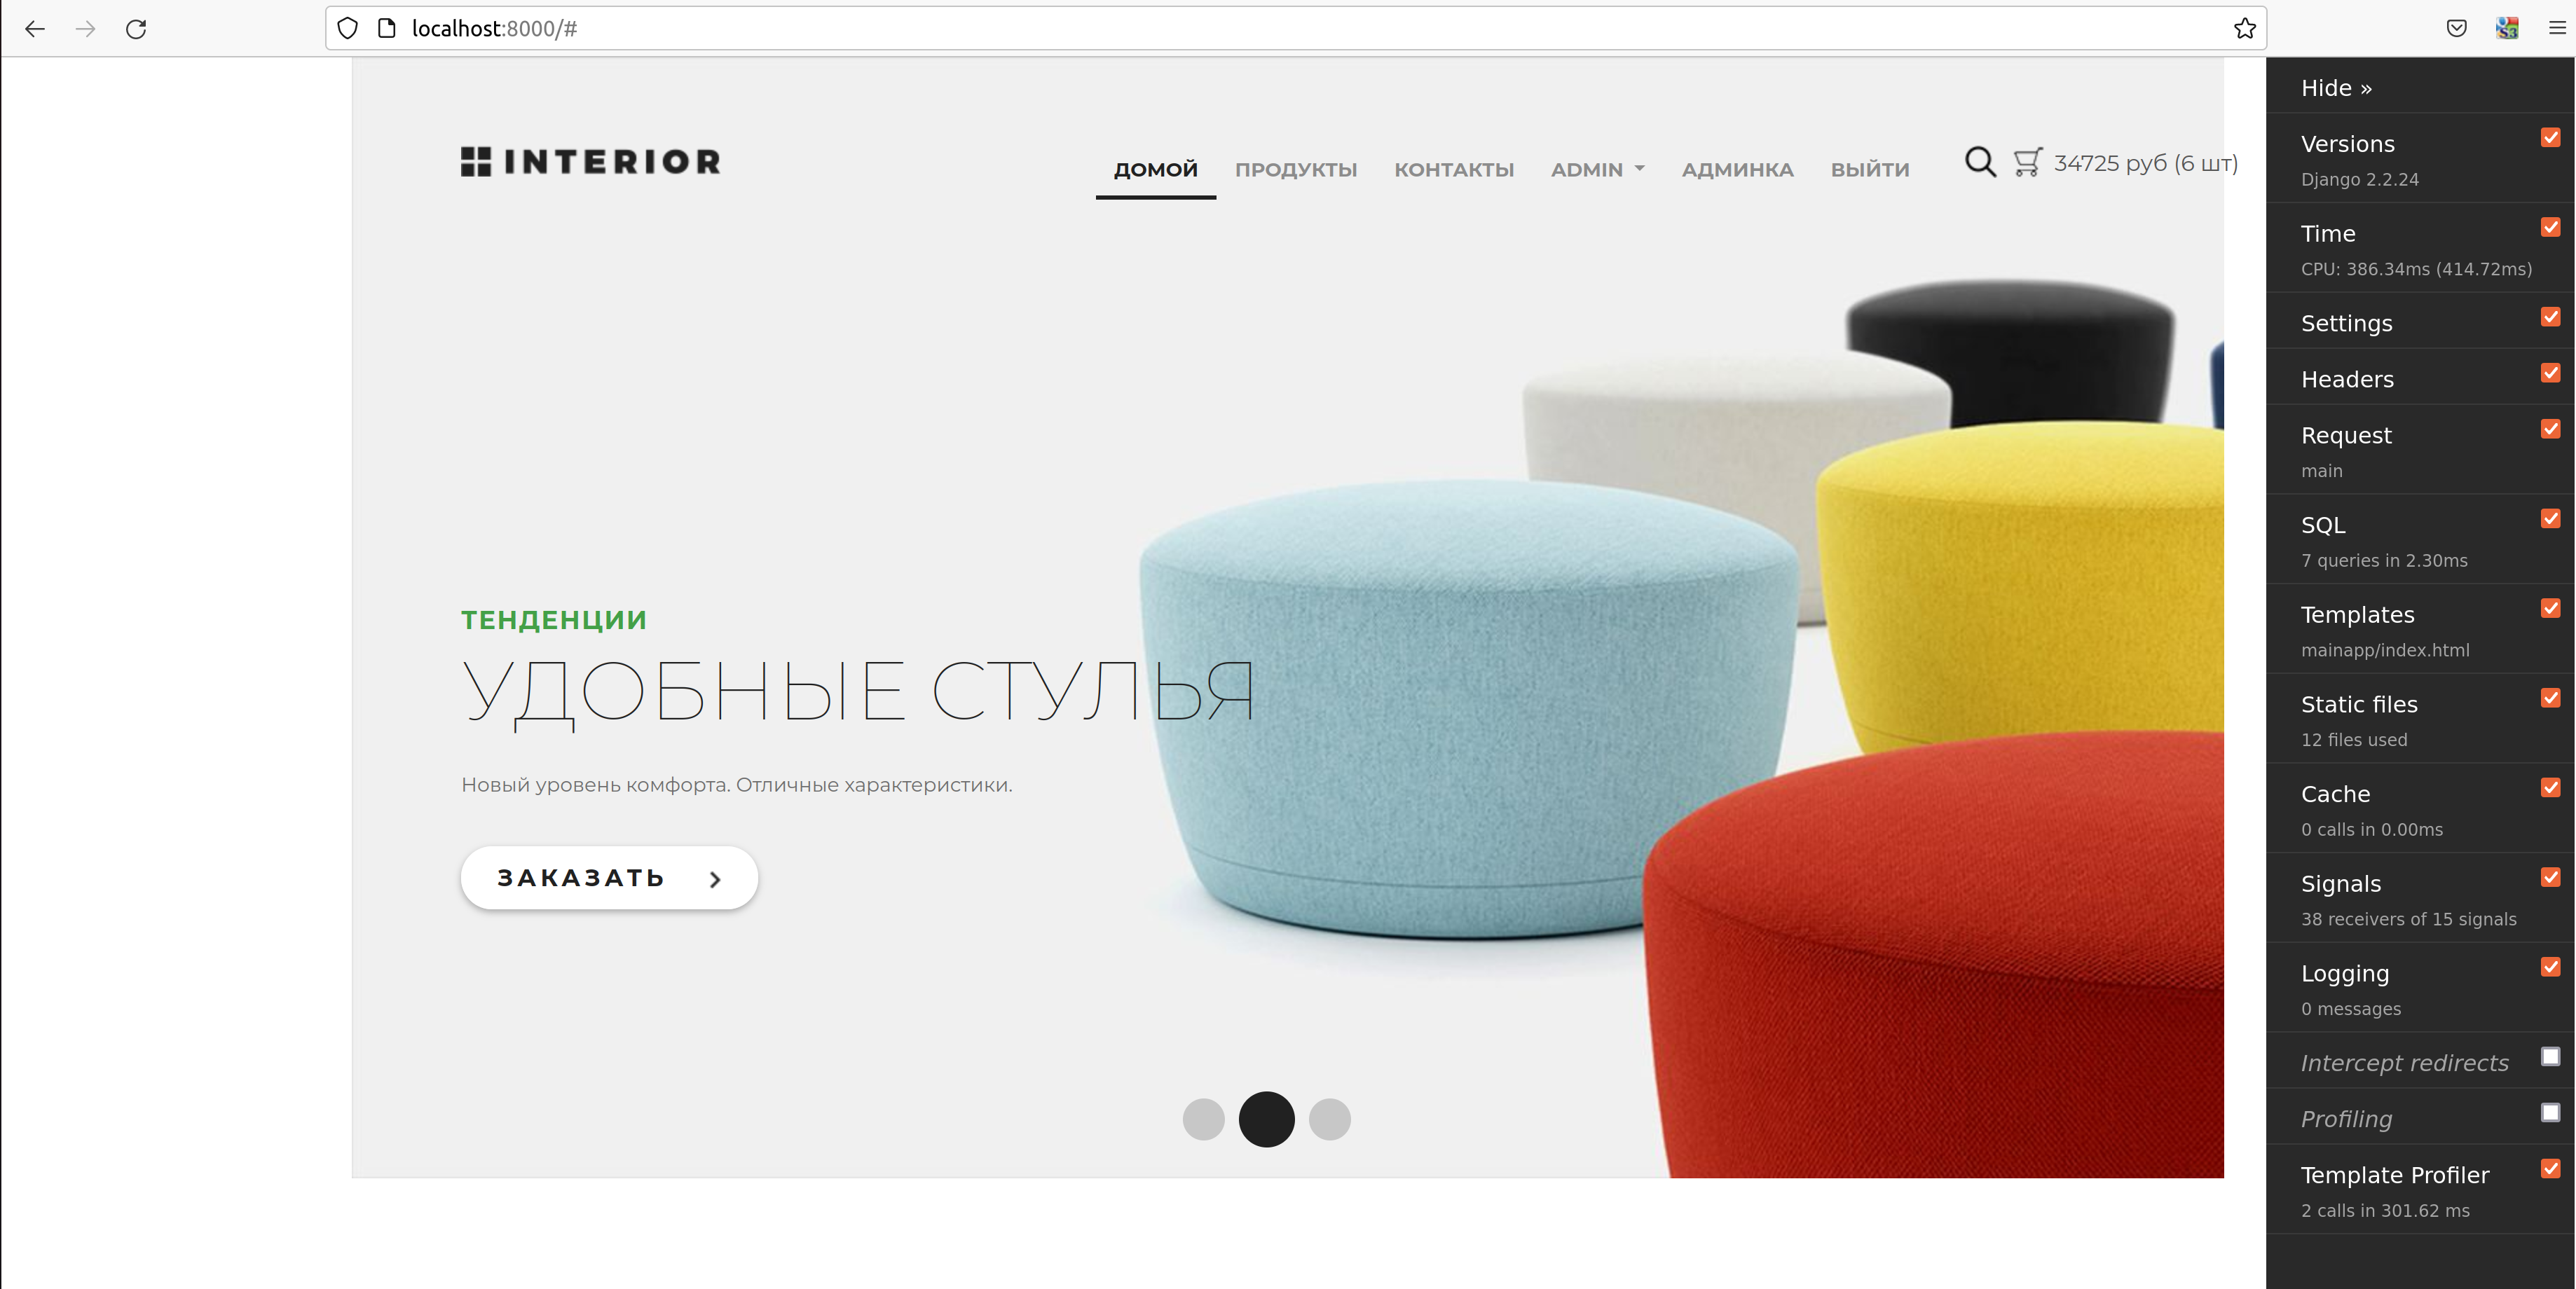 localhost:8000/#
INTERIOR
ДОМОЙ ПРОДУКТЫ КОНТАКТЫ ADMIN АДМИНКА ВЫЙТИ 34725 руб (6 шт)
ТЕНДЕНЦИИ
УДОБНЫЕ СТУЛЬЯ
Новый уровень комфорта. Отличные характеристики.
ЗАКАЗАТЬ
Hide »
Versions
Django 2.2.24
Time
CPU: 386.34ms (414.72ms)
Settings
Headers
Request
main
SQL
7 queries in 2.30ms
Templates
mainapp/index.html
Static files
12 files used
Cache
0 calls in 0.00ms
Signals
38 receivers of 15 signals
Logging
0 messages
Intercept redirects
Profiling
Template Profiler
2 calls in 301.62 ms